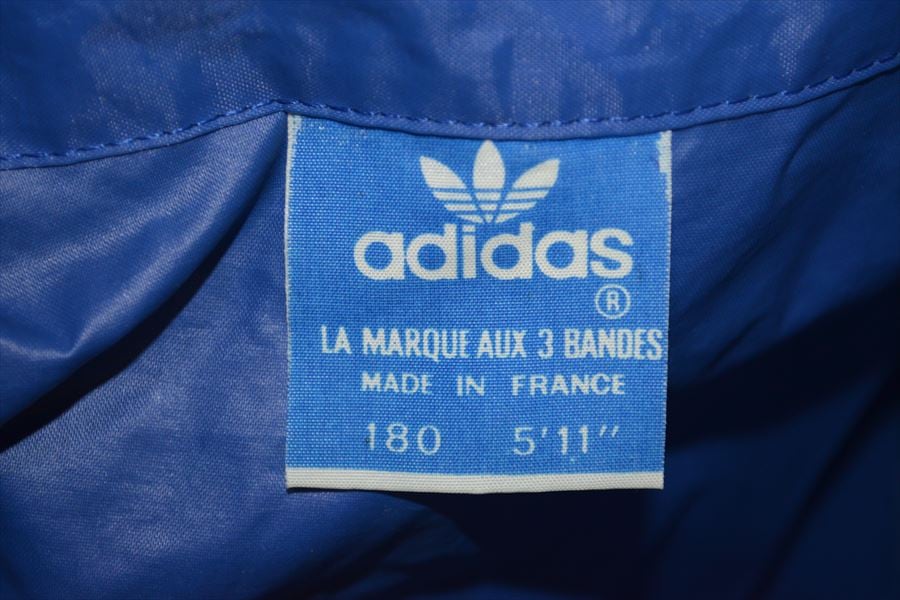 adidas
®
LA MARQUE AUX 3 BANDES
MADE IN FRANCE
180 5'11"